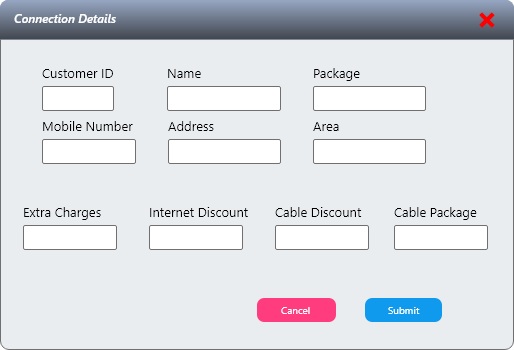 Connection Details
Customer ID Name Package
Mobile Number Address Area
Extra Charges Internet Discount Cable Discount Cable Package
Cancel Submit